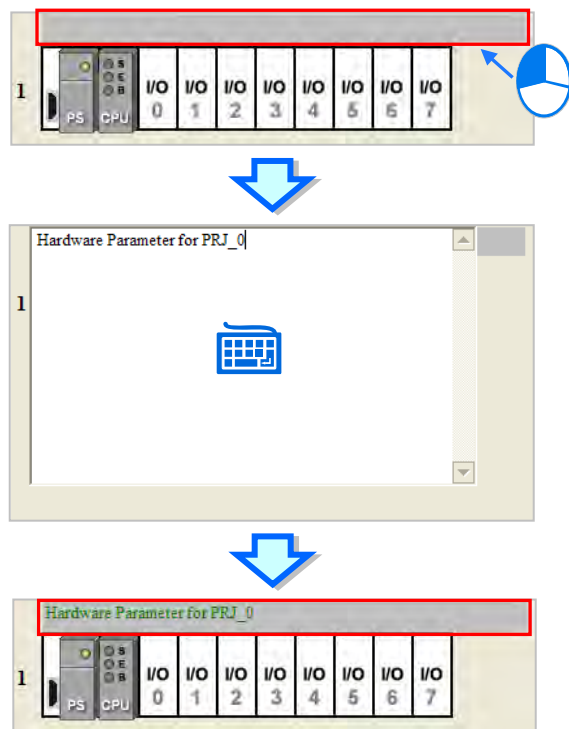 S
E
B
1
PS CPU I/O 0 I/O 1 I/O 2 I/O 3 I/O 4 I/O 5 I/O 6 I/O 7
Hardware Parameter for PRJ_0
1
Hardware Parameter for PRJ_0
S
E
B
1
PS CPU I/O 0 I/O 1 I/O 2 I/O 3 I/O 4 I/O 5 I/O 6 I/O 7